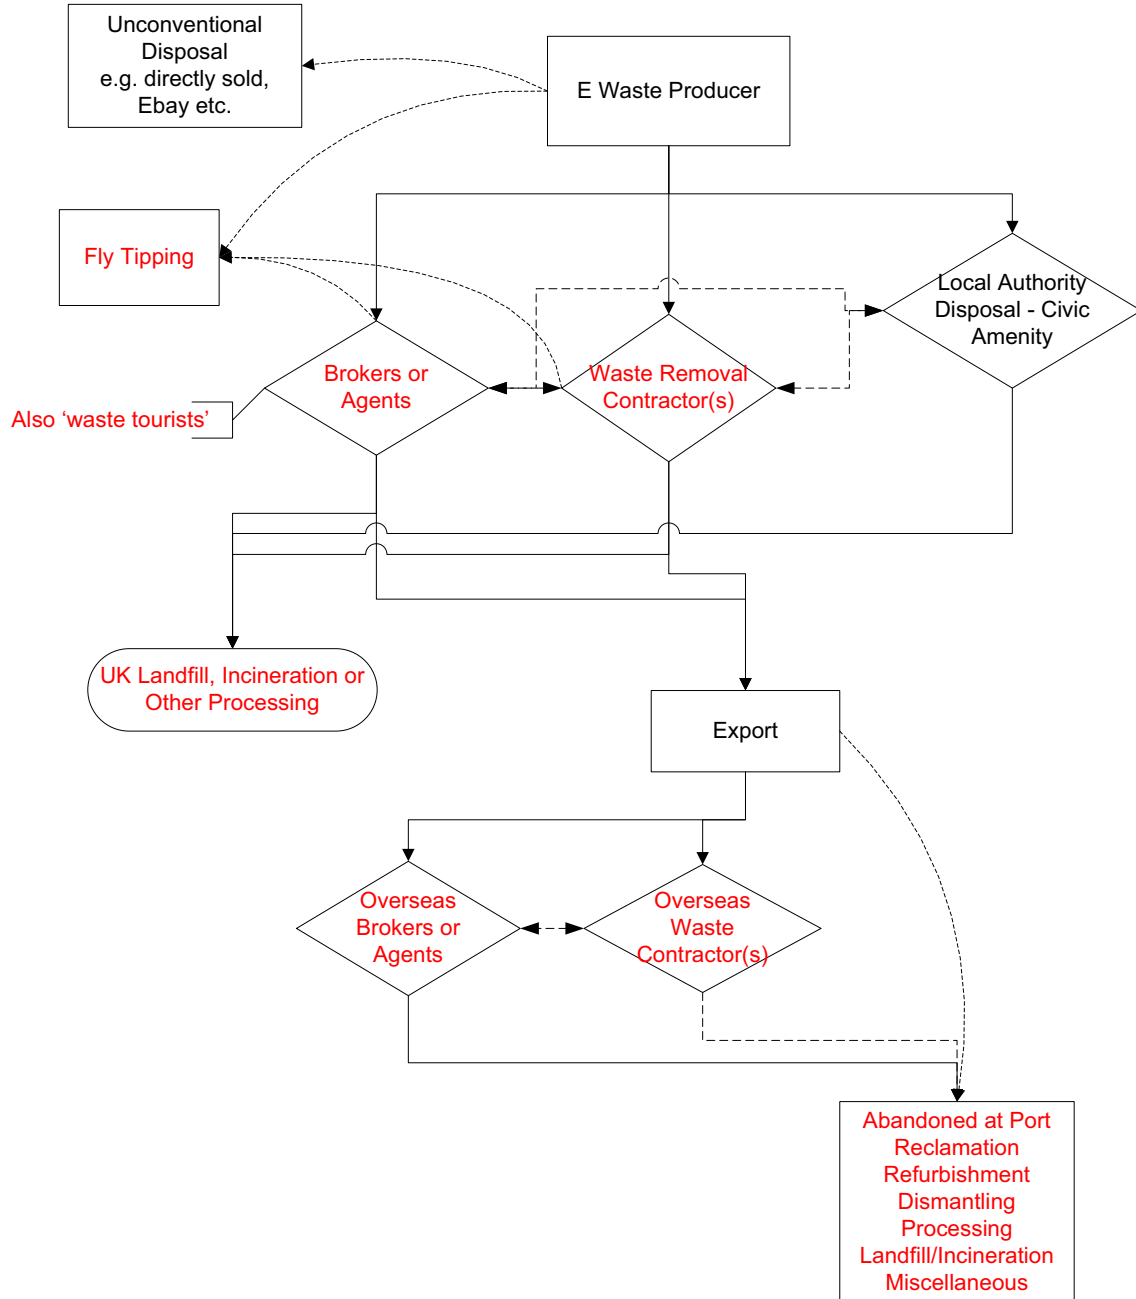 Unconventional
Disposal
e.g. directly sold,
Ebay etc.
E Waste Producer
Fly Tipping
Local Authority
Disposal - Civic
Amenity
Brokers or
Agents
Waste Removal
Contractor(s)
Also ‘waste tourists’
UK Landfill, Incineration or
Other Processing
Export
Overseas
Brokers or
Agents
Overseas
Waste
Contractor(s)
Abandoned at Port
Reclamation
Refurbishment
Dismantling
Processing
Landfill/Incineration
Miscellaneous